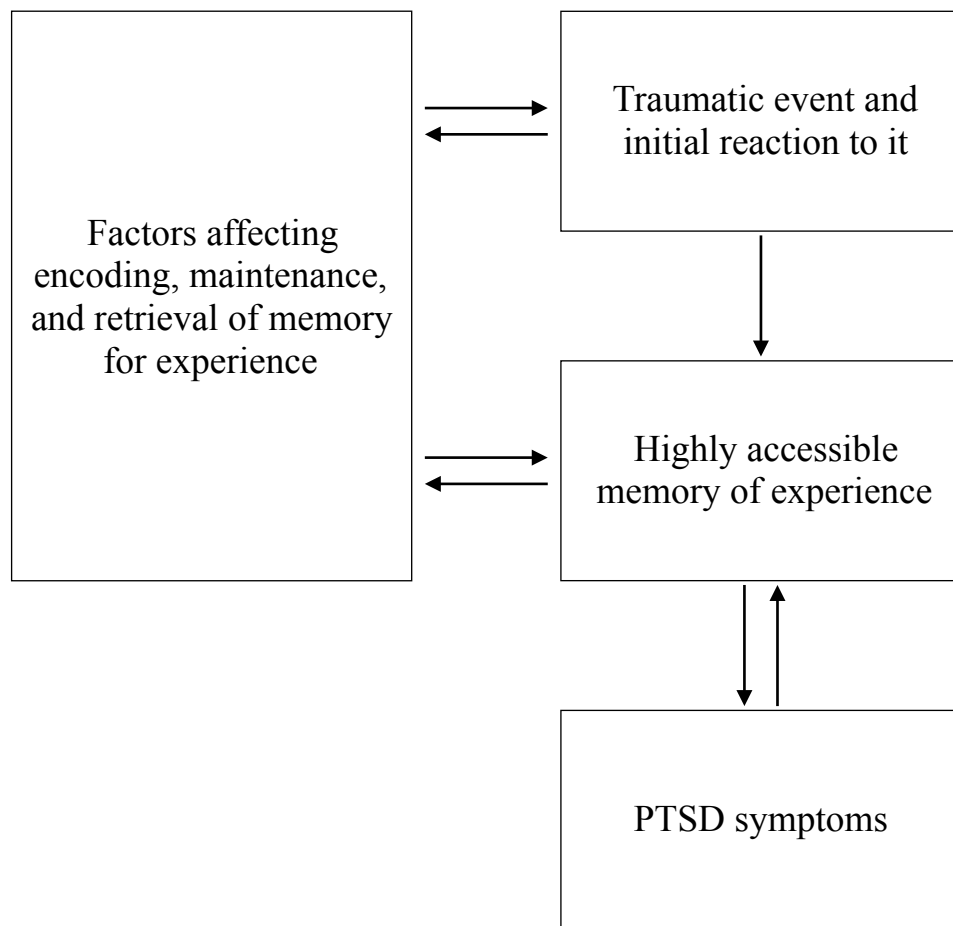 Traumatic event and
initial reaction to it
Factors affecting
encoding, maintenance,
and retrieval of memory
for experience
Highly accessible
memory of experience
PTSD symptoms